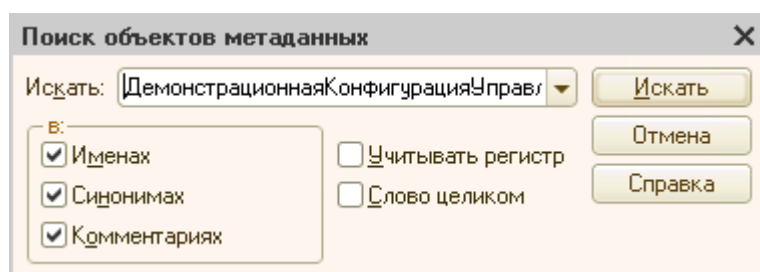 Поиск объектов метаданных
Искать: ДемонстрационнаяКонфигурацияУправл Искать
в: Отмена
Именах Учитывать регистр
Синонимах Слово целиком Справка
Комментариях